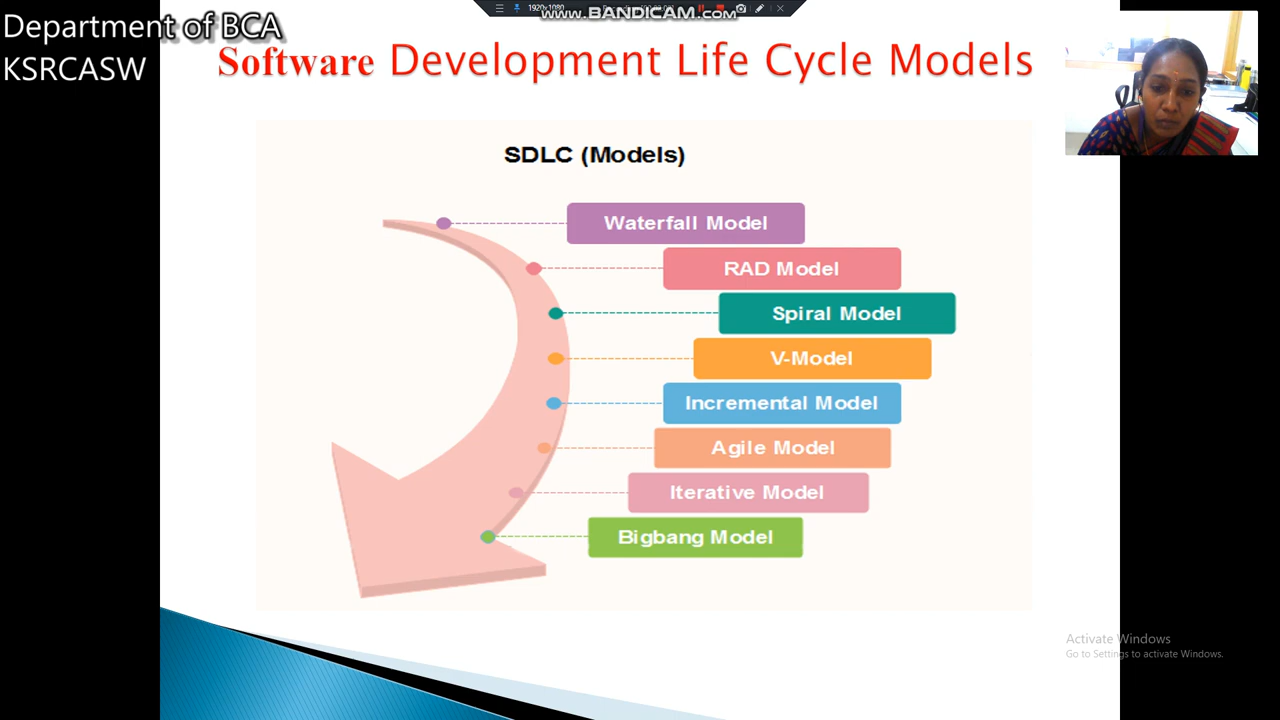 1920x1080
www.BANDICAM.com
Department of BCA
KSRCASW
Software Development Life Cycle Models
SDLC (Models)
Waterfall Model
RAD Model
Spiral Model
V-Model
Incremental Model
Agile Model
Iterative Model
Bigbang Model
Activate Windows
Go to Settings to activate Windows.